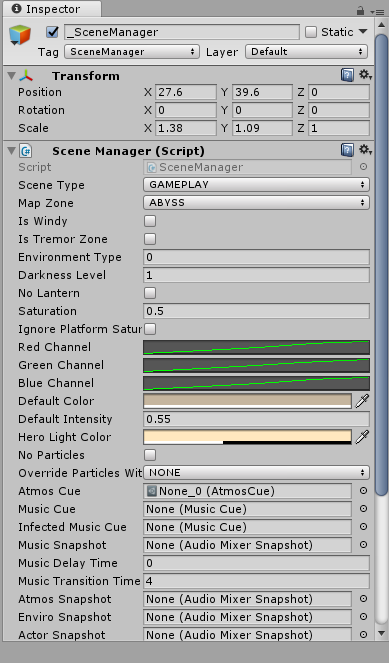 Inspector
_SceneManager Static
Tag SceneManager Layer Default
Transform
Position X 27.6 Y 39.6 Z 0
Rotation X 0 Y 0 Z 0
Scale X 1.38 Y 1.09 Z 1
Scene Manager (Script)
Script SceneManager
Scene Type GAMEPLAY
Map Zone ABYSS
Is Windy
Is Tremor Zone
Environment Type 0
Darkness Level 1
No Lantern
Saturation 0.5
Ignore Platform Satur
Red Channel
Green Channel
Blue Channel
Default Color
Default Intensity 0.55
Hero Light Color
No Particles
Override Particles Wit NONE
Atmos Cue None_0 (AtmosCue)
Music Cue None (Music Cue)
Infected Music Cue None (Music Cue)
Music Snapshot None (Audio Mixer Snapshot)
Music Delay Time 0
Music Transition Time 4
Atmos Snapshot None (Audio Mixer Snapshot)
Enviro Snapshot None (Audio Mixer Snapshot)
Actor Snapshot None (Audio Mixer Snapshot)